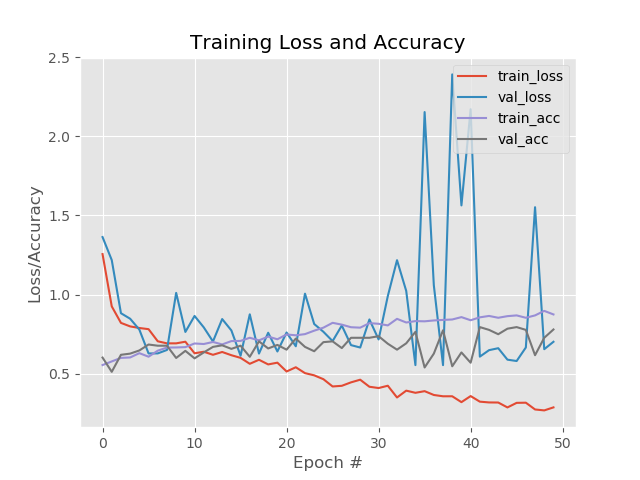 Training Loss and Accuracy
train_loss
val_loss
train_acc
val_acc
2.5
2.0
1.5
1.0
0.5
Loss/Accuracy
0 10 20 30 40 50
Epoch #